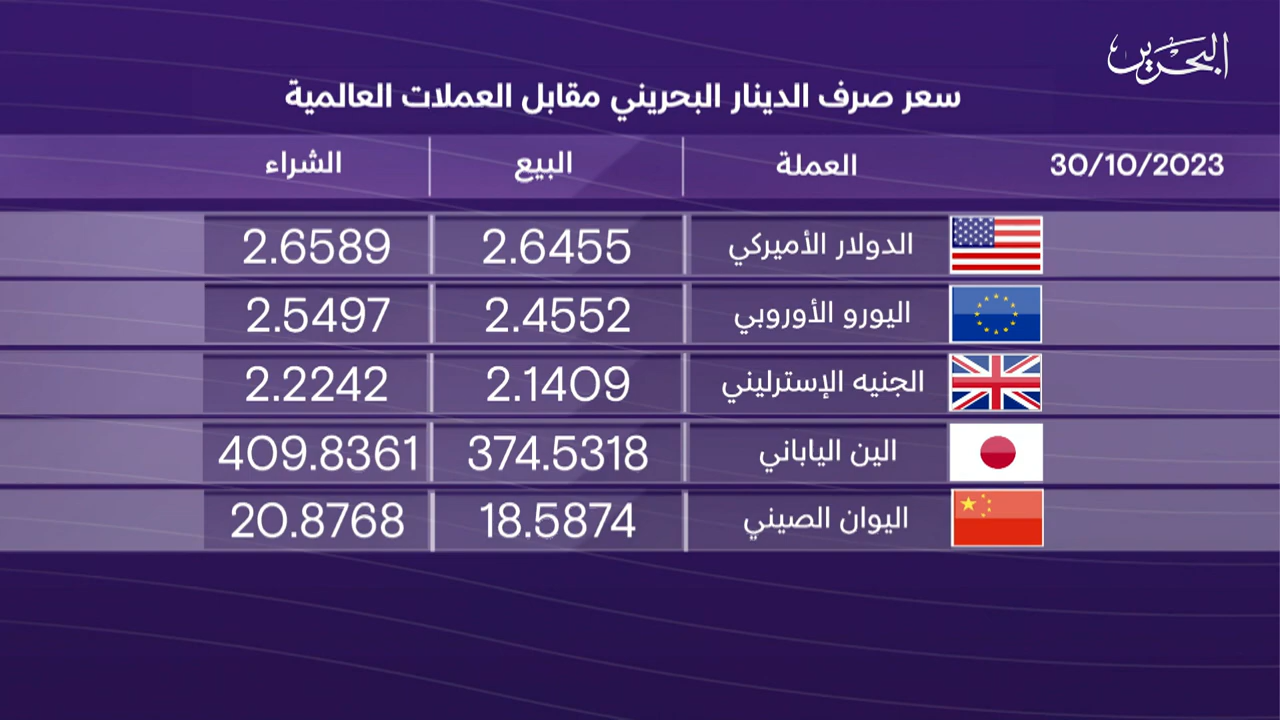 البحرين
سعر صرف الدينار البحريني مقابل العملات العالمية
30/10/2023 العملة البيع الشراء
الدولار الأميركي 2.6455 2.6589
اليورو الأوروبي 2.4552 2.5497
الجنيه الإسترليني 2.1409 2.2242
الين الياباني 374.5318 409.8361
اليوان الصيني 18.5874 20.8768